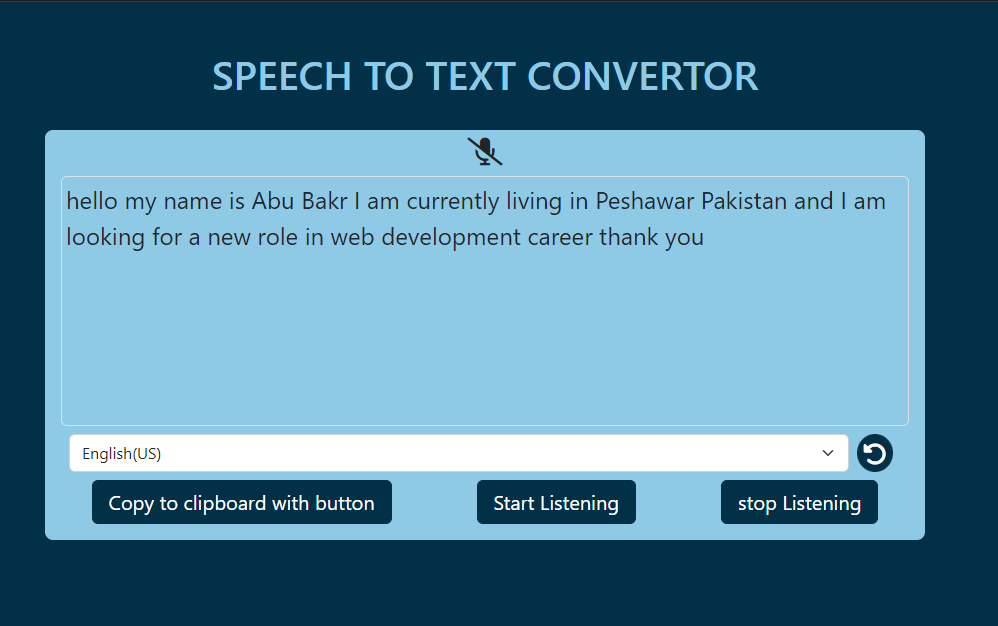 SPEECH TO TEXT CONVERTOR
hello my name is Abu Bakr I am currently living in Peshawar Pakistan and I am
looking for a new role in web development career thank you
English(US)
Copy to clipboard with button
Start Listening
stop Listening